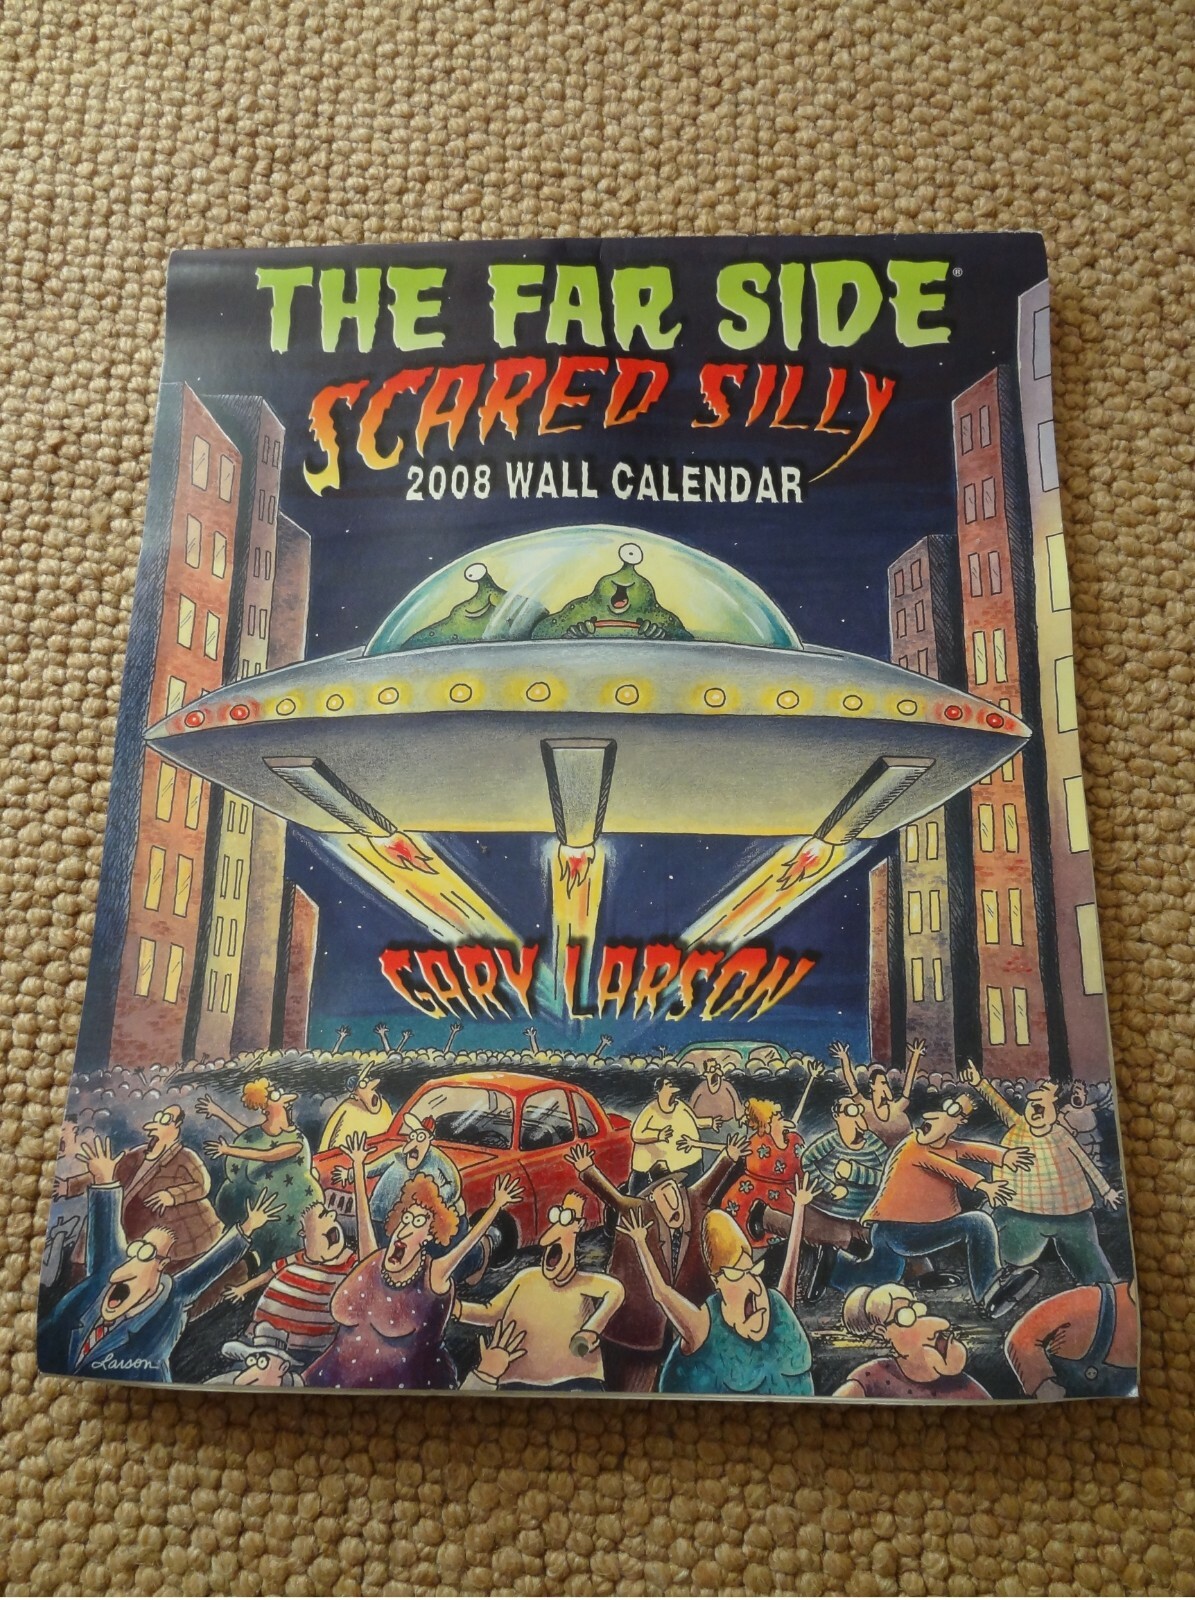 THE FAR SIDE®
SCARED SILLY
2008 WALL CALENDAR
GARY LARSON
Larson